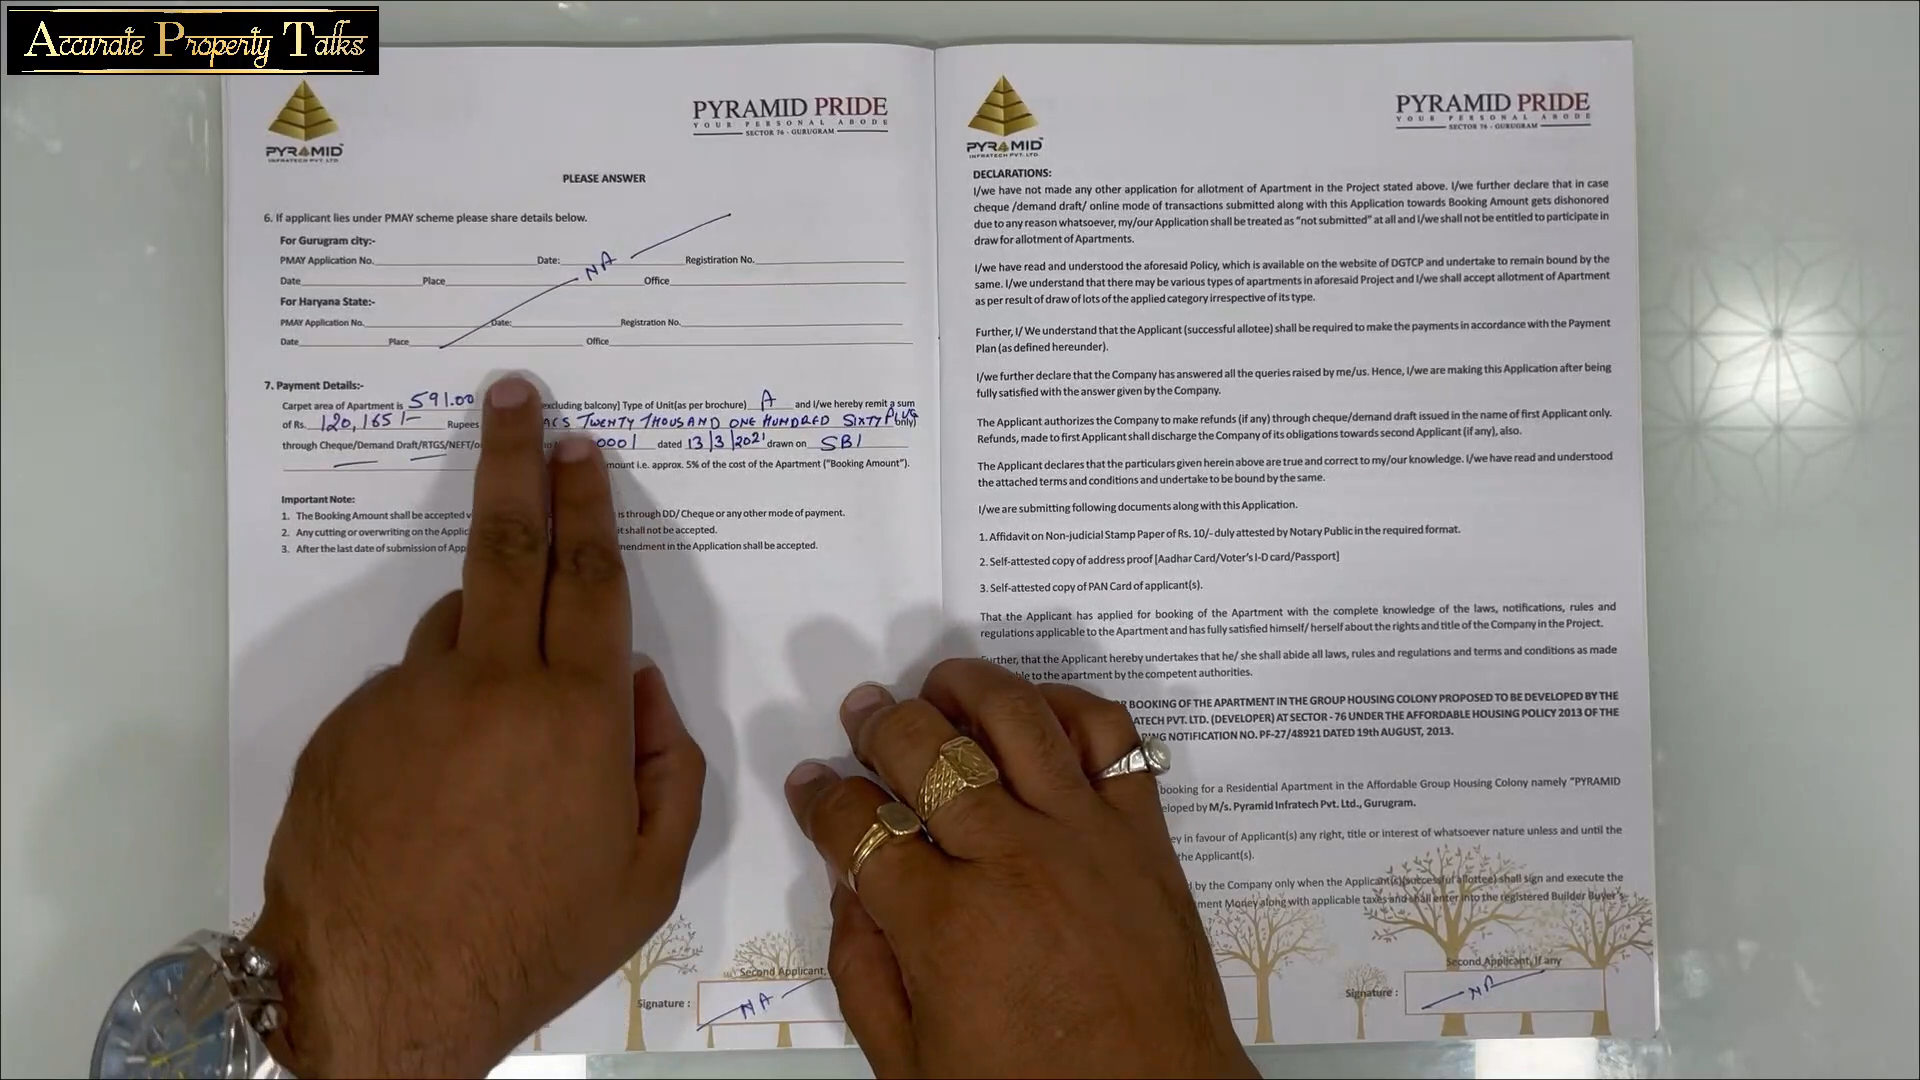 Accurate Property Talks
PYRAMID
INFRATECH PVT. LTD.
PYRAMID PRIDE
YOUR PERSONAL ABODE
SECTOR 76 - GURUGRAM
PLEASE ANSWER
6. If applicant lies under PMAY scheme please share details below.
For Gurugram city:-
PMAY Application No. Date: Registiration No.
NA
Date Place Office
For Haryana State:-
PMAY Application No. Date: Registration No.
Date Place Office
7. Payment Details:-
Carpet area of Apartment is 591.00 excluding balcony] Type of Unit(as per brochure) A and I/we hereby remit a sum
of Rs. 120,165/- Rupees TWENTY THOUSAND ONE HUNDRED SIXTY only)
through Cheque/Demand Draft/RTGS/NEFT/ 0001 dated 13/3/2021 drawn on SBI
mount i.e. approx. 5% of the cost of the Apartment ("Booking Amount").
Important Note:
1. The Booking Amount shall be accepted is through DD/ Cheque or any other mode of payment.
2. Any cutting or overwriting on the Applic it shall not be accepted.
3. After the last date of submission of App mendment in the Application shall be accepted.
Second Applicant,
Signature :
NA
PYRAMID
INFRATECH PVT. LTD.
PYRAMID PRIDE
YOUR PERSONAL ABODE
SECTOR 76 - GURUGRAM
DECLARATIONS:
I/we have not made any other application for allotment of Apartment in the Project stated above. I/we further declare that in case
cheque /demand draft/ online mode of transactions submitted along with this Application towards Booking Amount gets dishonored
due to any reason whatsoever, my/our Application shall be treated as "not submitted" at all and I/we shall not be entitled to participate in
draw for allotment of Apartments.
I/we have read and understood the aforesaid Policy, which is available on the website of DGTCP and undertake to remain bound by the
same. I/we understand that there may be various types of apartments in aforesaid Project and I/we shall accept allotment of Apartment
as per result of draw of lots of the applied category irrespective of its type.
Further, I/ We understand that the Applicant (successful allotee) shall be required to make the payments in accordance with the Payment
Plan (as defined hereunder).
I/we further declare that the Company has answered all the queries raised by me/us. Hence, I/we are making this Application after being
fully satisfied with the answer given by the Company.
The Applicant authorizes the Company to make refunds (if any) through cheque/demand draft issued in the name of first Applicant only.
Refunds, made to first Applicant shall discharge the Company of its obligations towards second Applicant (if any), also.
The Applicant declares that the particulars given herein above are true and correct to my/our knowledge. I/we have read and understood
the attached terms and conditions and undertake to be bound by the same.
I/we are submitting following documents along with this Application.
1. Affidavit on Non-judicial Stamp Paper of Rs. 10/- duly attested by Notary Public in the required format.
2. Self-attested copy of address proof [Aadhar Card/Voter's I-D card/Passport]
3. Self-attested copy of PAN Card of applicant(s).
That the Applicant has applied for booking of the Apartment with the complete knowledge of the laws, notifications, rules and
regulations applicable to the Apartment and has fully satisfied himself/ herself about the rights and title of the Company in the Project.
Further, that the Applicant hereby undertakes that he/ she shall abide all laws, rules and regulations and terms and conditions as made
ble to the apartment by the competent authorities.
BOOKING OF THE APARTMENT IN THE GROUP HOUSING COLONY PROPOSED TO BE DEVELOPED BY THE
ATECH PVT. LTD. (DEVELOPER) AT SECTOR - 76 UNDER THE AFFORDABLE HOUSING POLICY 2013 OF THE
NG NOTIFICATION NO. PF-27/48921 DATED 19th AUGUST, 2013.
booking for a Residential Apartment in the Affordable Group Housing Colony namely "PYRAMID
eloped by M/s. Pyramid Infratech Pvt. Ltd., Gurugram.
ey in favour of Applicant(s) any right, title or interest of whatsoever nature unless and until the
the Applicant(s).
by the Company only when the Applicant(s)(successful allottee) shall sign and execute the
ment Money along with applicable taxes and shall enter into the registered Builder Buyer's
Second Applicant, if any
Signature :
NA